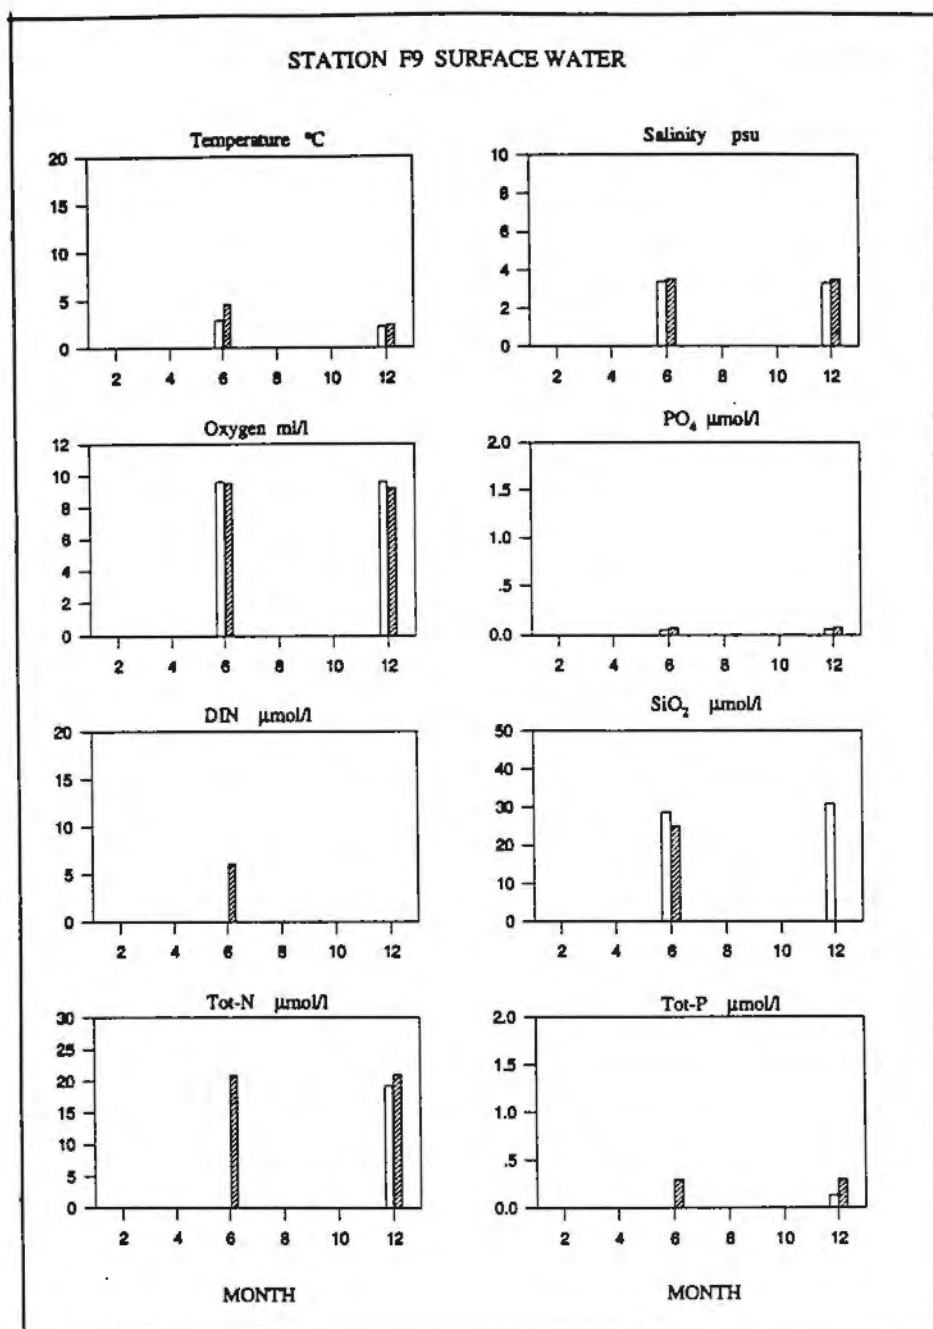 STATION F9 SURFACE WATER
Temperature °C
20
15
10
5
0
2 4 6 8 10 12
Salinity psu
10
8
6
4
2
0
2 4 6 8 10 12
Oxygen ml/l
12
10
8
6
4
2
0
2 4 6 8 10 12
PO₄ µmol/l
2.0
1.5
1.0
.5
0.0
2 4 6 8 10 12
DIN µmol/l
20
15
10
5
0
2 4 6 8 10 12
SiO₂ µmol/l
50
40
30
20
10
0
2 4 6 8 10 12
Tot-N µmol/l
30
25
20
15
10
5
0
2 4 6 8 10 12
MONTH
Tot-P µmol/l
2.0
1.5
1.0
.5
0.0
2 4 6 8 10 12
MONTH